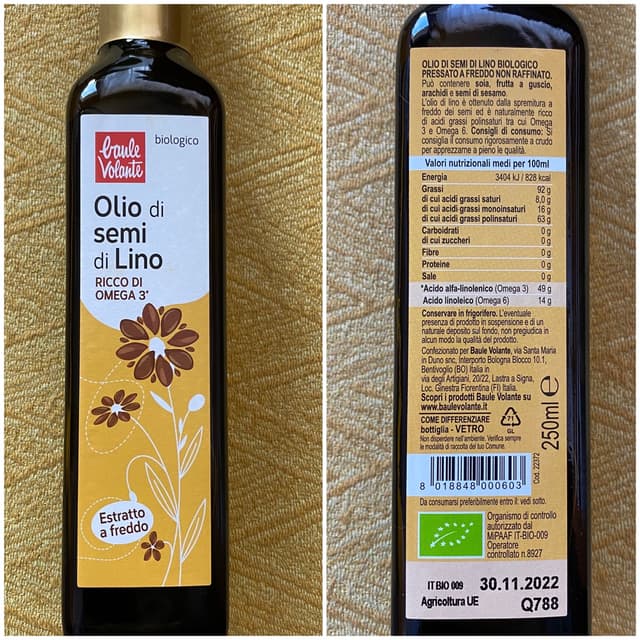 baule
volante
biologico
Olio di
semi
di Lino
RICCO DI
OMEGA 3*
Estratto
a freddo
OLIO DI SEMI DI LINO BIOLOGICO
PRESSATO A FREDDO NON RAFFINATO.
Può contenere soia, frutta a guscio,
arachidi e semi di sesamo.
L'olio di lino è ottenuto dalla spremitura a
freddo dei semi ed è naturalmente ricco
di acidi grassi polinsaturi tra cui Omega
3 e Omega 6. Consigli di consumo: Si
consiglia il consumo rigorosamente a crudo
per apprezzarne a pieno le qualità.
Valori nutrizionali medi per 100ml
Energia 3404 kJ / 828 kcal
Grassi 92 g
di cui acidi grassi saturi 8,0 g
di cui acidi grassi monoinsaturi 16 g
di cui acidi grassi polinsaturi 63 g
Carboidrati 0 g
di cui zuccheri 0 g
Fibre 0 g
Proteine 0 g
Sale 0 g
*Acido alfa-linolenico (Omega 3) 49 g
Acido linoleico (Omega 6) 14 g
Conservare in frigorifero. L'eventuale
presenza di prodotto in sospensione e di un
naturale deposito sul fondo, non pregiudica in
alcun modo la qualità del prodotto.
Confezionato per Baule Volante, via Santa Maria
in Duno snc, Interporto Bologna Blocco 10.1,
Bentivoglio (BO) Italia in
via degli Artigiani, 20/22, Lastra a Signa,
Loc. Ginestra Fiorentina (FI). Italia.
Scopri i prodotti Baule Volante su
www.baulevolante.it
COME DIFFERENZIARE
bottiglia - VETRO
71
GL
Non disperdere nell'ambiente. Verifica sempre
le modalità di raccolta del tuo Comune.
250ml e
Cod. 22372
8 018848 000603
Da consumarsi preferibilmente entro il: vedi sotto.
Organismo di controllo
autorizzato dal
MiPAAF IT-BIO-009
Operatore
controllato n.8927
IT BIO 009 30.11.2022
Agricoltura UE Q788